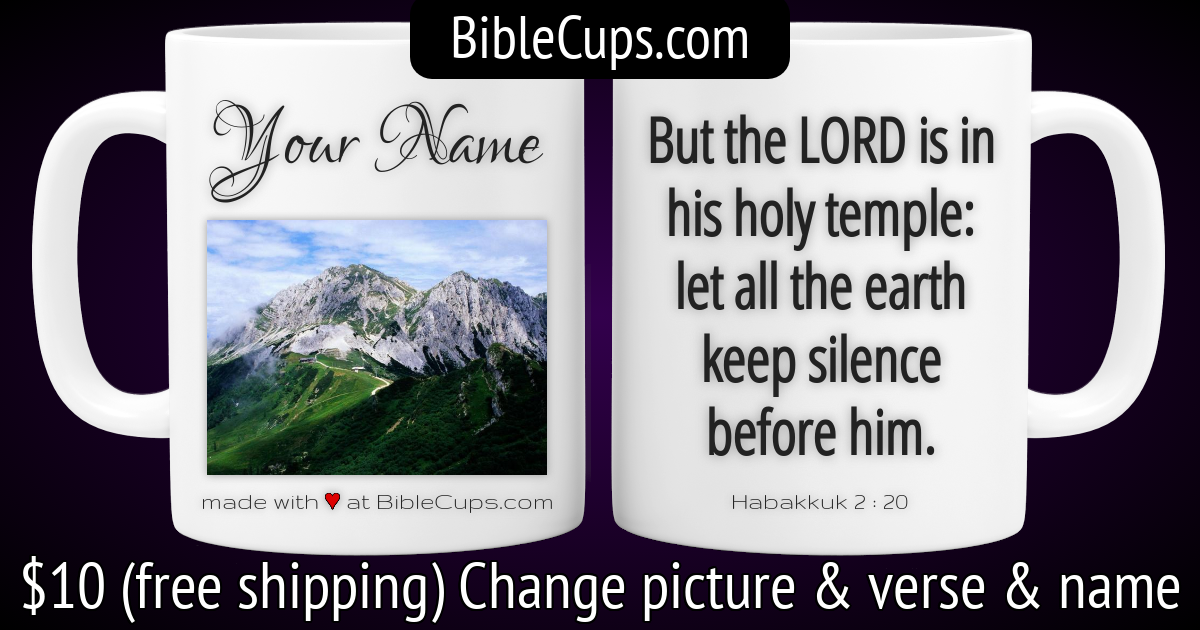 BibleCups.com
Your Name
made with ♥ at BibleCups.com
But the LORD is in
his holy temple:
let all the earth
keep silence
before him.
Habakkuk 2 : 20
$10 (free shipping) Change picture & verse & name